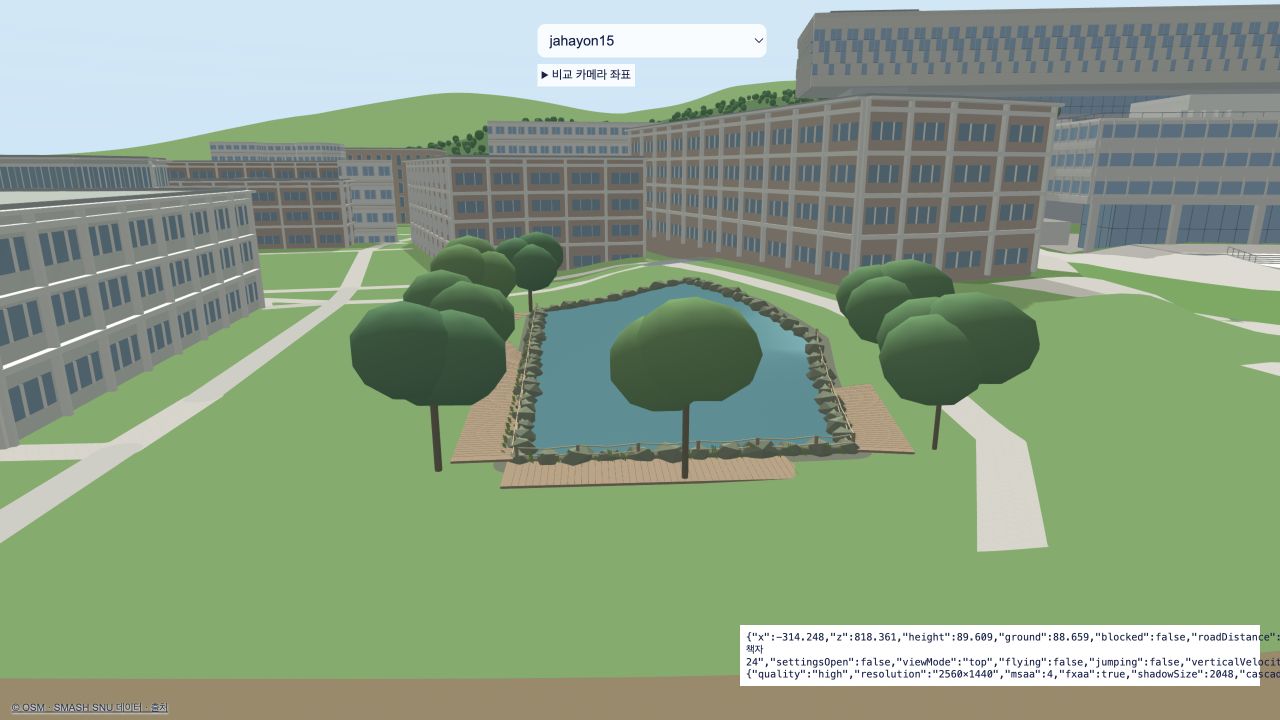 jahayon15
▶ 비교 카메라 좌표
{"x":−314.248,"z":818.361,"height":89.609,"ground":88.659,"blocked":false,"roadDistance":
책자
24","settingsOpen":false,"viewMode":"top","flying":false,"jumping":false,"verticalVelocit
{"quality":"high","resolution":"2560×1440","msaa":4,"fxaa":true,"shadowSize":2048,"cascad
© OSM · SMASH SNU 데이터 · 출처